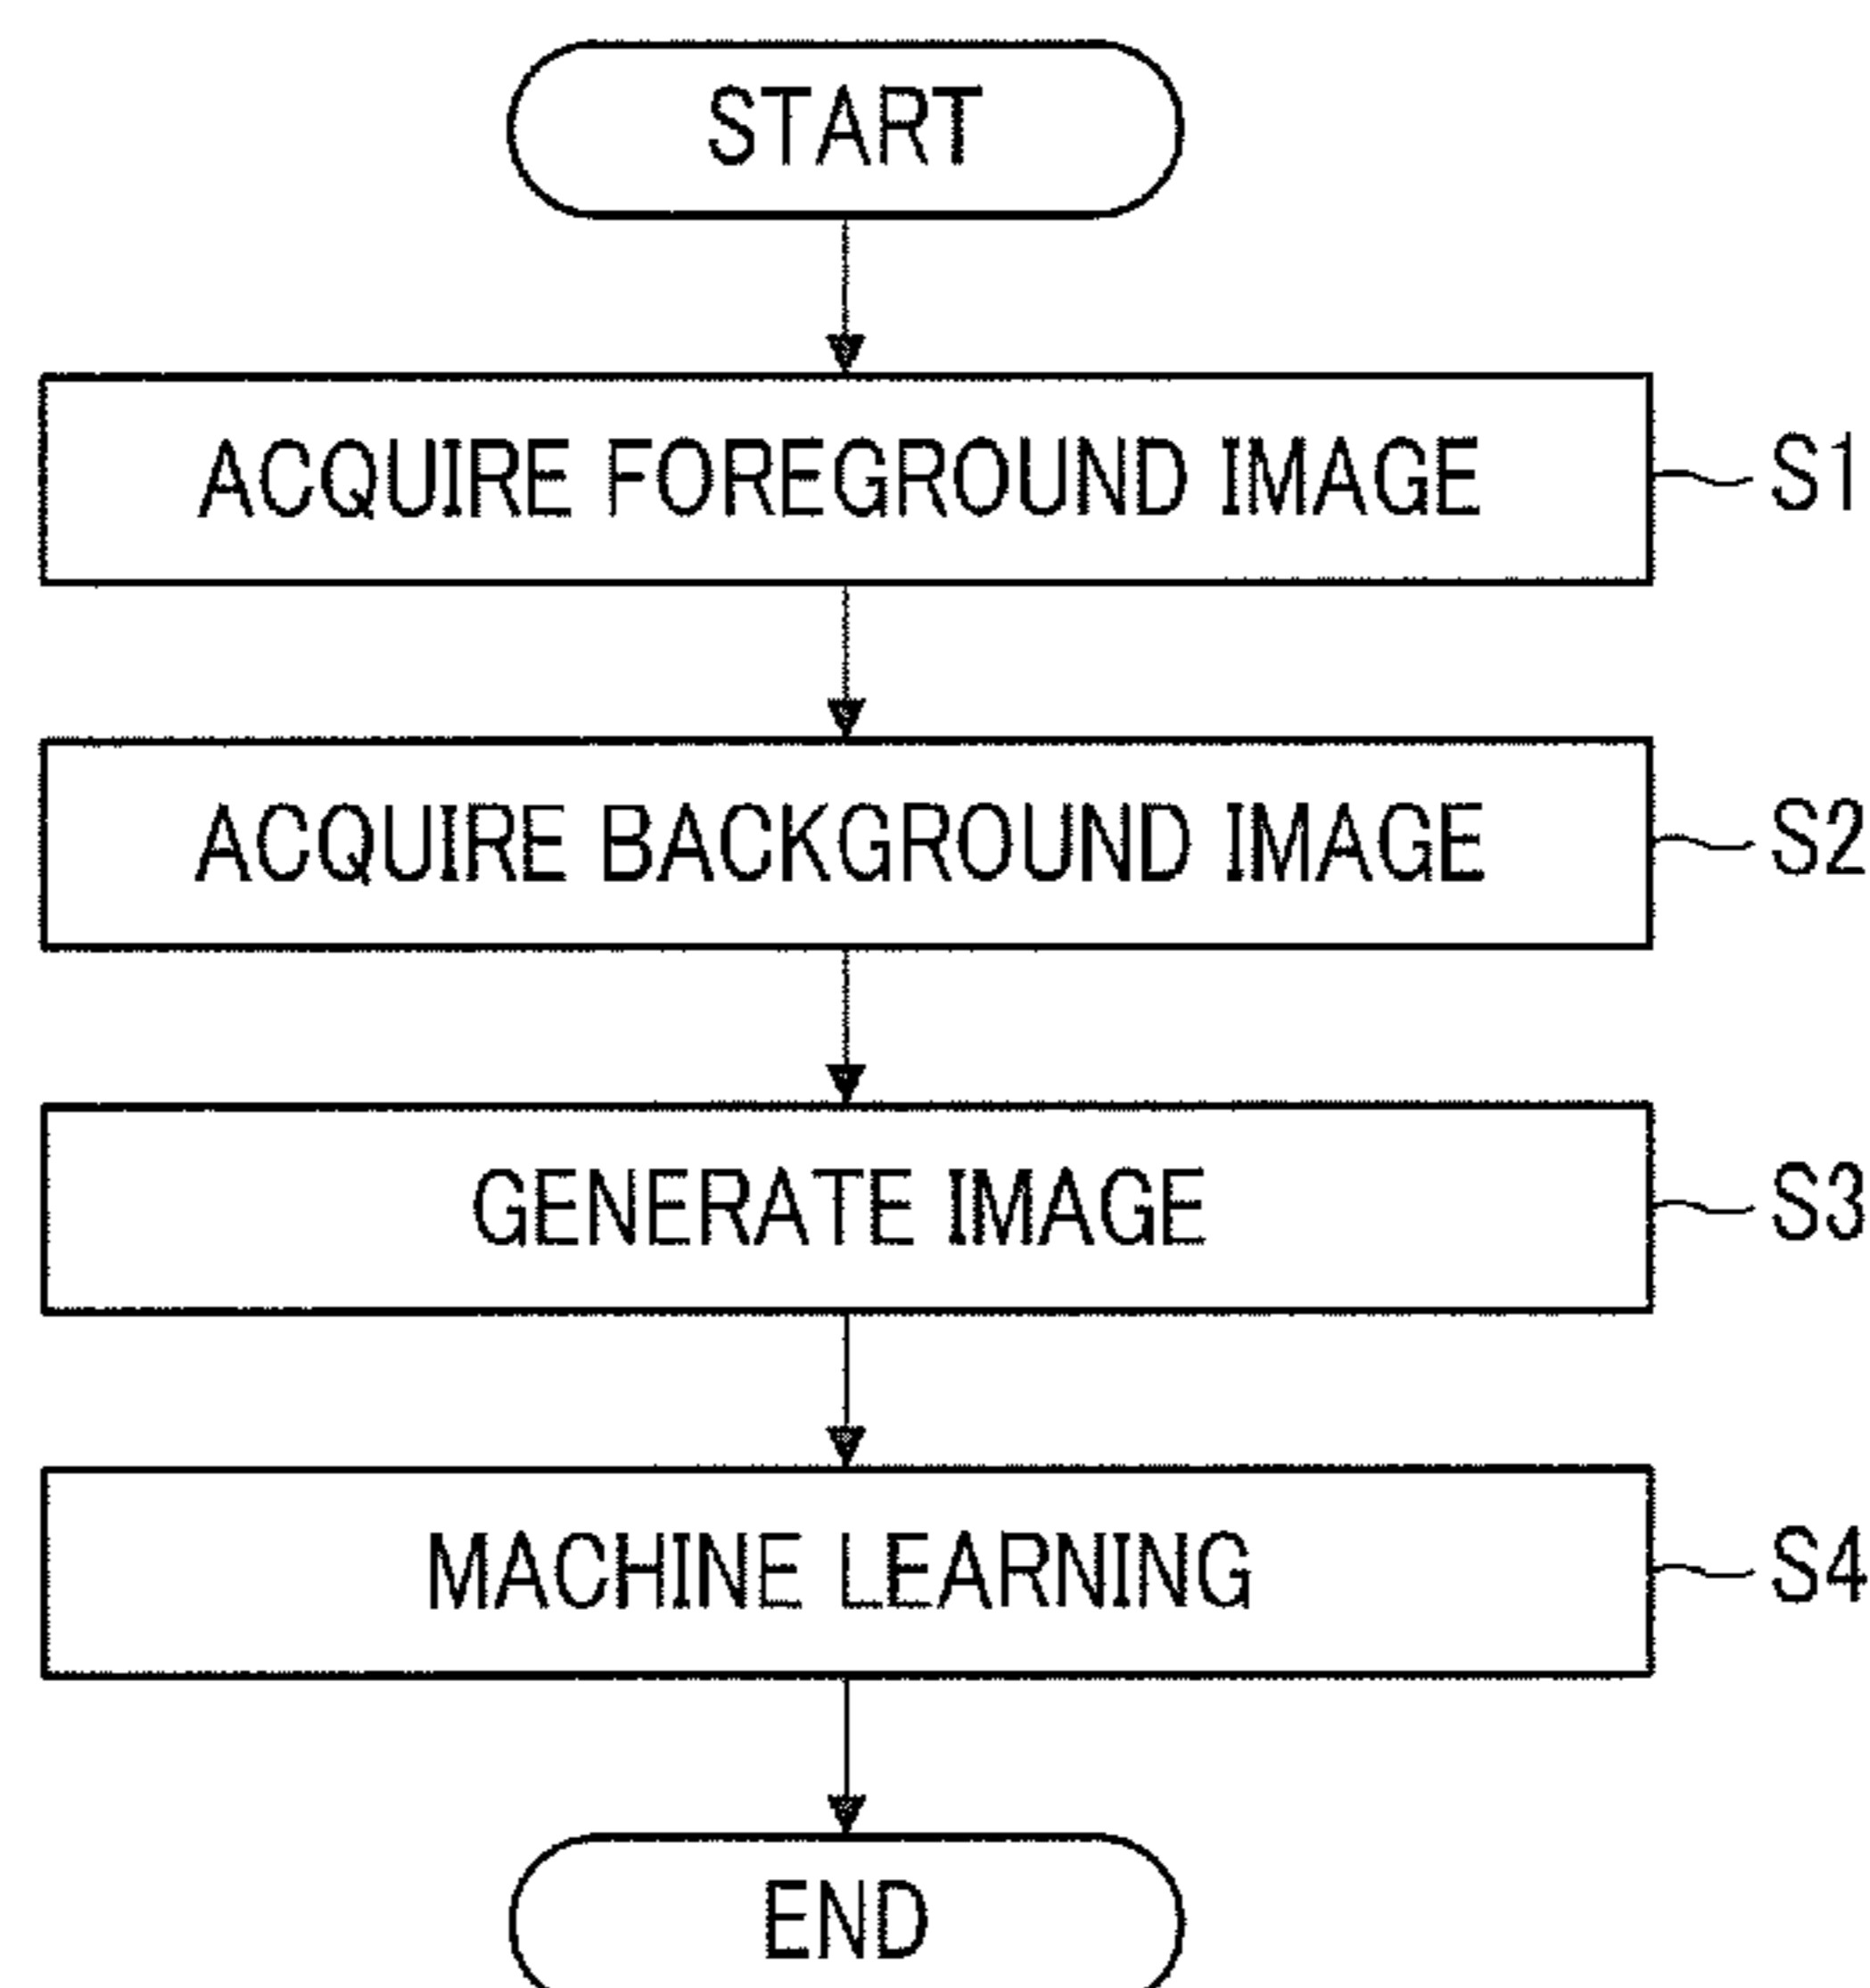 START
ACQUIRE FOREGROUND IMAGE S1
ACQUIRE BACKGROUND IMAGE S2
GENERATE IMAGE S3
MACHINE LEARNING S4
END